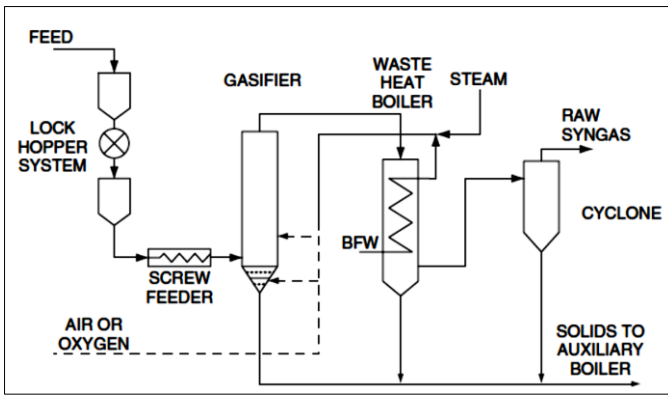 FEED
LOCK
HOPPER
SYSTEM
SCREW
FEEDER
AIR OR
OXYGEN
GASIFIER
WASTE
HEAT
BOILER
STEAM
BFW
RAW
SYNGAS
CYCLONE
SOLIDS TO
AUXILIARY
BOILER